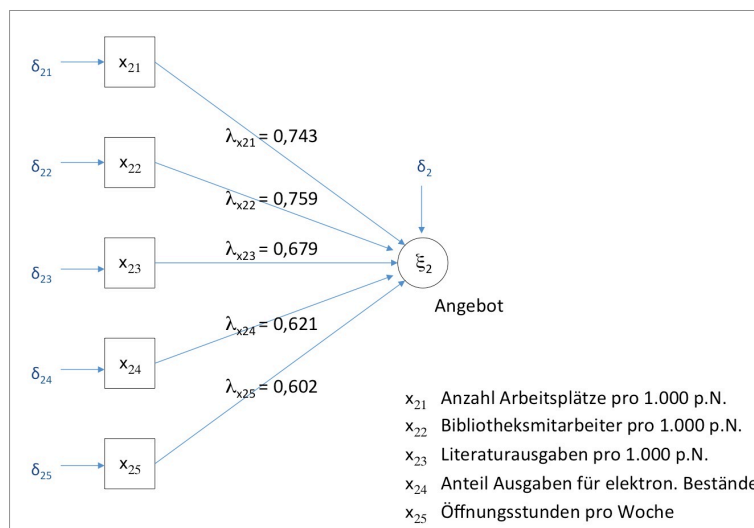 δ21
x21
λx21 = 0,743
δ22
x22
δ2
λx22 = 0,759
δ23
x23
λx23 = 0,679
ξ2
Angebot
δ24
x24
λx24 = 0,621
δ25
x25
λx25 = 0,602
x21 Anzahl Arbeitsplätze pro 1.000 p.N.
x22 Bibliotheksmitarbeiter pro 1.000 p.N.
x23 Literaturausgaben pro 1.000 p.N.
x24 Anteil Ausgaben für elektron. Bestände
x25 Öffnungsstunden pro Woche